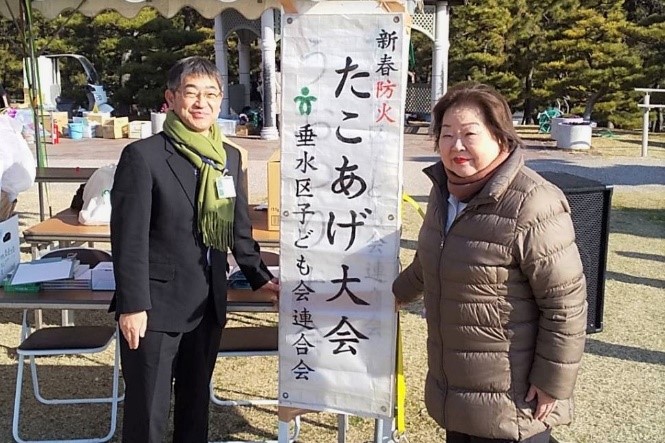 新春防火
たこあげ大会
垂水区子ども会連合会